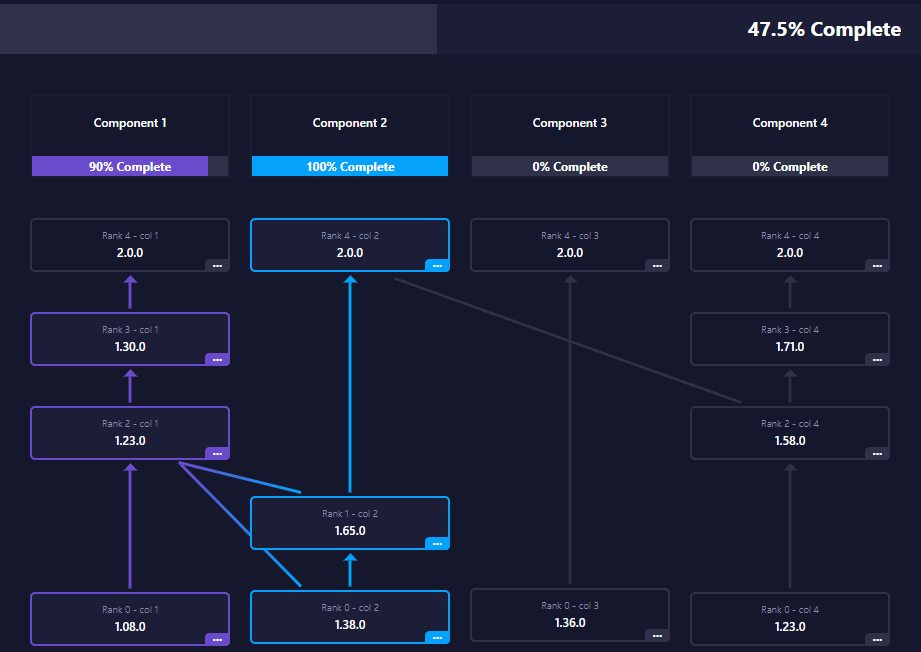 47.5% Complete
Component 1
90% Complete
Component 2
100% Complete
Component 3
0% Complete
Component 4
0% Complete
Rank 4 - col 1
2.0.0
Rank 4 - col 2
2.0.0
Rank 4 - col 3
2.0.0
Rank 4 - col 4
2.0.0
Rank 3 - col 1
1.30.0
Rank 3 - col 4
1.71.0
Rank 2 - col 1
1.23.0
Rank 2 - col 4
1.58.0
Rank 1 - col 2
1.65.0
Rank 0 - col 1
1.08.0
Rank 0 - col 2
1.38.0
Rank 0 - col 3
1.36.0
Rank 0 - col 4
1.23.0